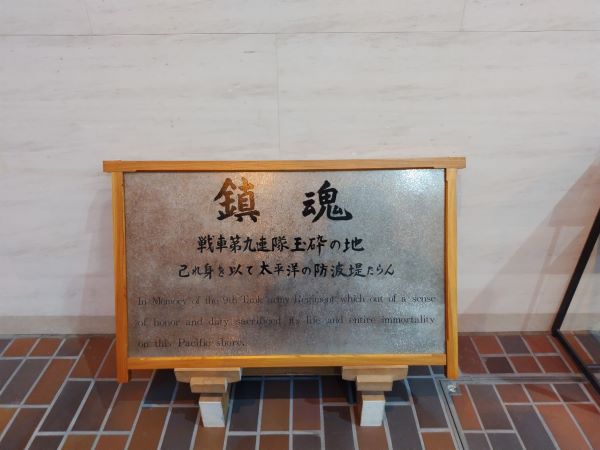 鎮魂
戦車第九連隊玉砕の地
己れ身を以て太平洋の防波堤たらん
In Memory of the 9th Tank army Regiment which out of a sense
of honor and duty sacrificed its life and entire immortality
on this Pacific shore.